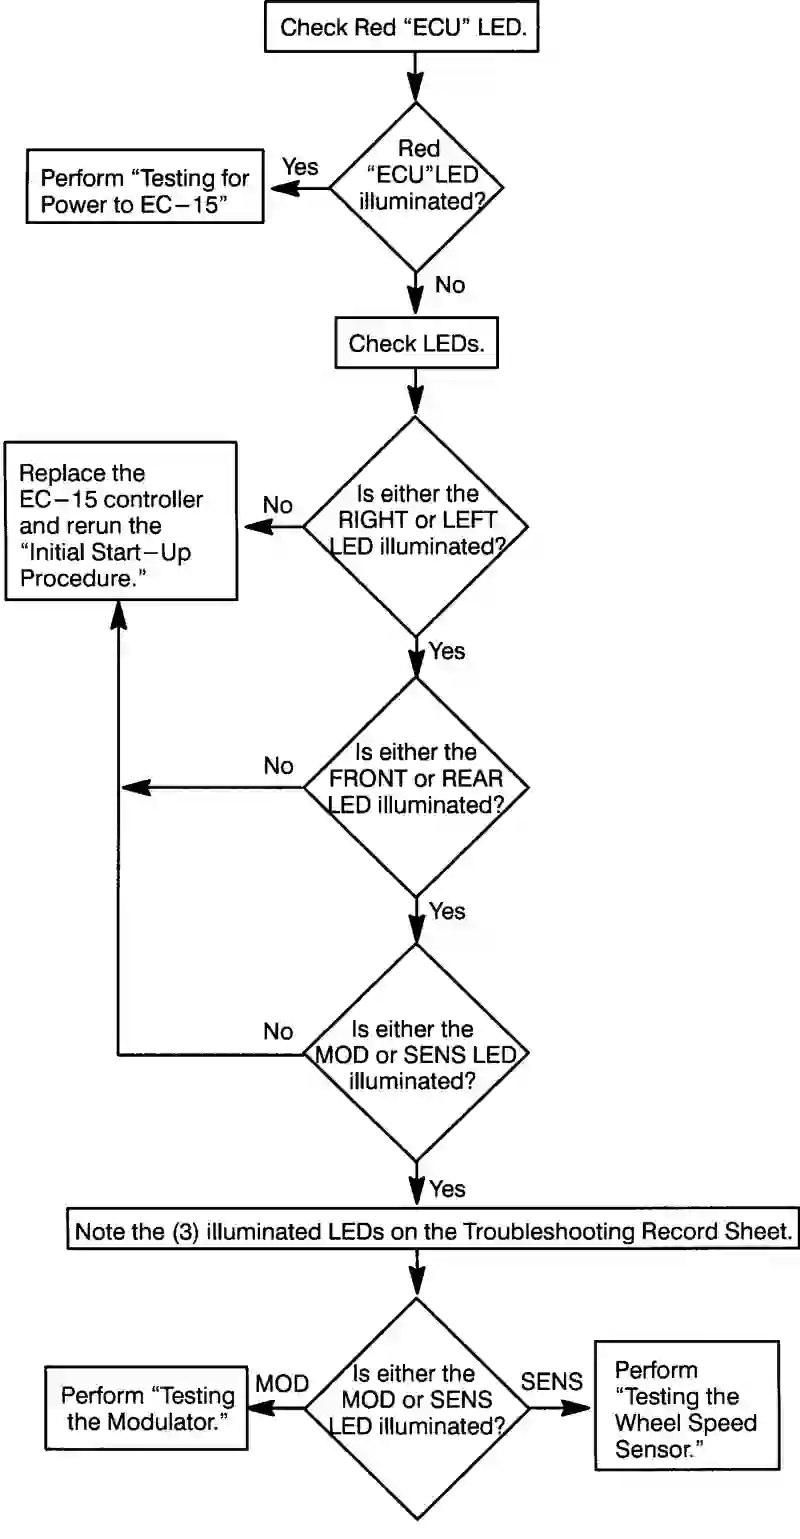 Check Red “ECU” LED.
Red
“ECU”LED
illuminated?
Yes
Perform “Testing for
Power to EC–15”
No
Check LEDs.
Is either the
RIGHT or LEFT
LED illuminated?
No
Replace the
EC–15 controller
and rerun the
“Initial Start–Up
Procedure.”
Yes
Is either the
FRONT or REAR
LED illuminated?
No
Yes
Is either the
MOD or SENS LED
illuminated?
No
Yes
Note the (3) illuminated LEDs on the Troubleshooting Record Sheet.
Is either the
MOD or SENS
LED illuminated?
MOD
Perform “Testing
the Modulator.”
SENS
Perform
“Testing the
Wheel Speed
Sensor.”